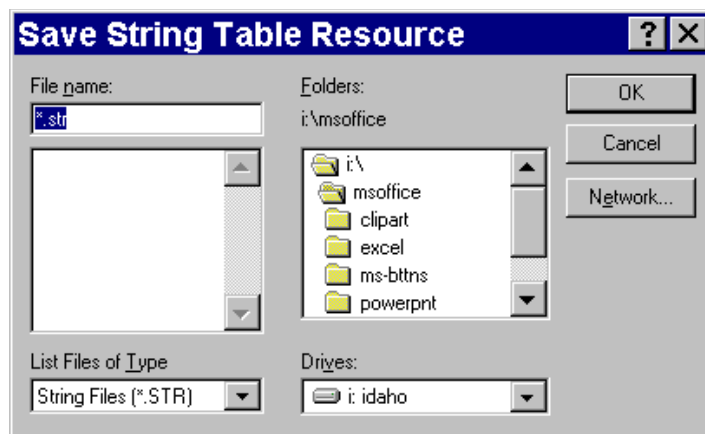 Save String Table Resource
File name:
*.str
Folders:
i:\msoffice
i:\
msoffice
clipart
excel
ms-bttns
powerpnt
OK
Cancel
Network...
List Files of Type
String Files (*.STR)
Drives:
i: idaho